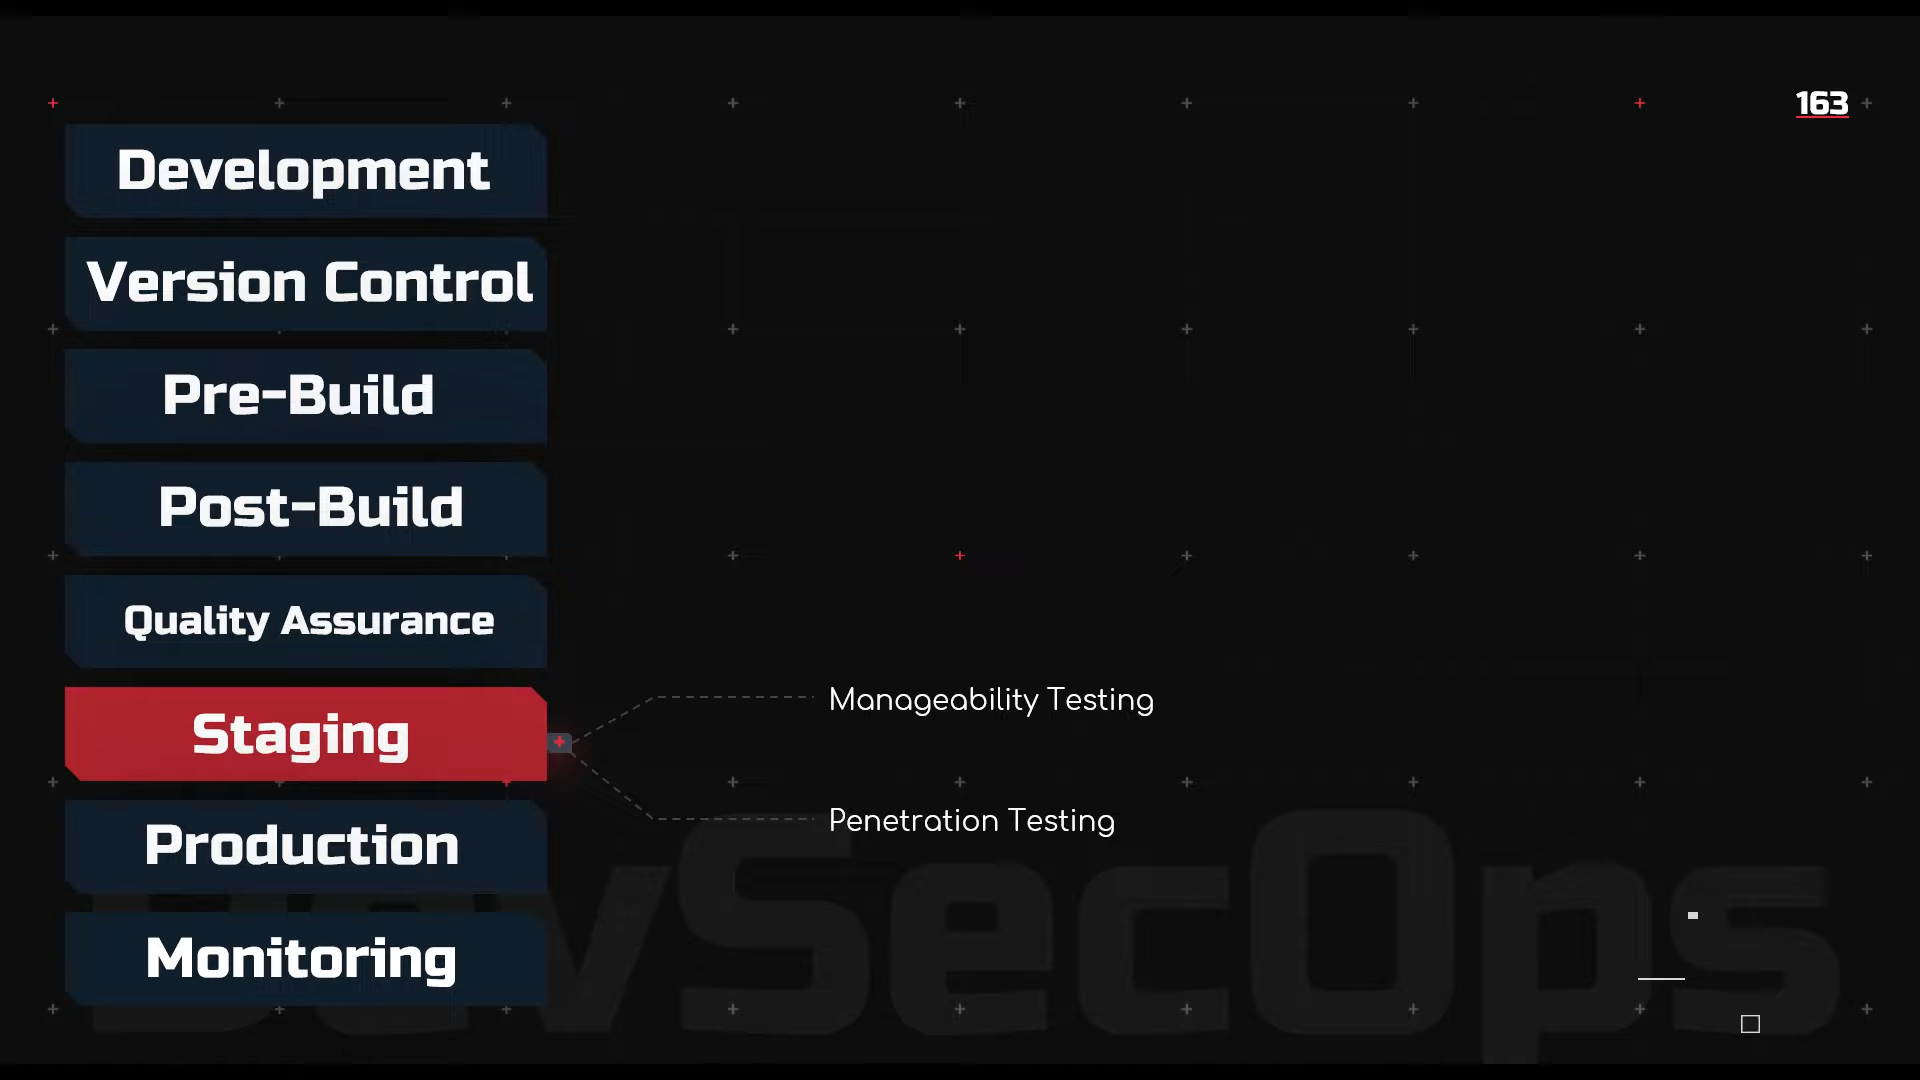 163
Development
Version Control
Pre-Build
Post-Build
Quality Assurance
Staging
Manageability Testing
Penetration Testing
Production
Monitoring
DevSecOps